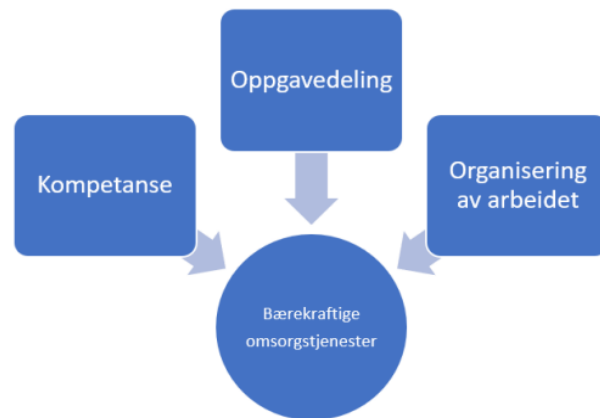 Oppgavedeling
Kompetanse
Organisering
av arbeidet
Bærekraftige
omsorgstjenester